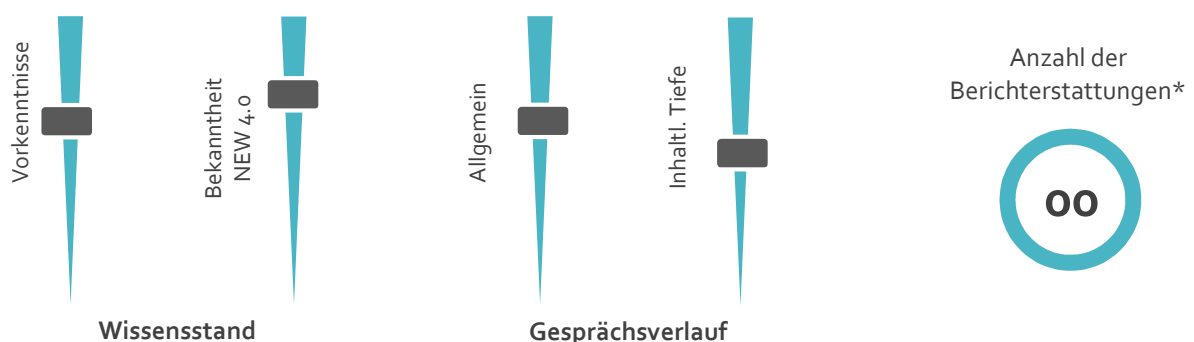 Vorkenntnisse
Bekanntheit
NEW 4.0
Allgemein
Inhaltl. Tiefe
Anzahl der
Berichterstattungen*
00
Wissensstand
Gesprächsverlauf